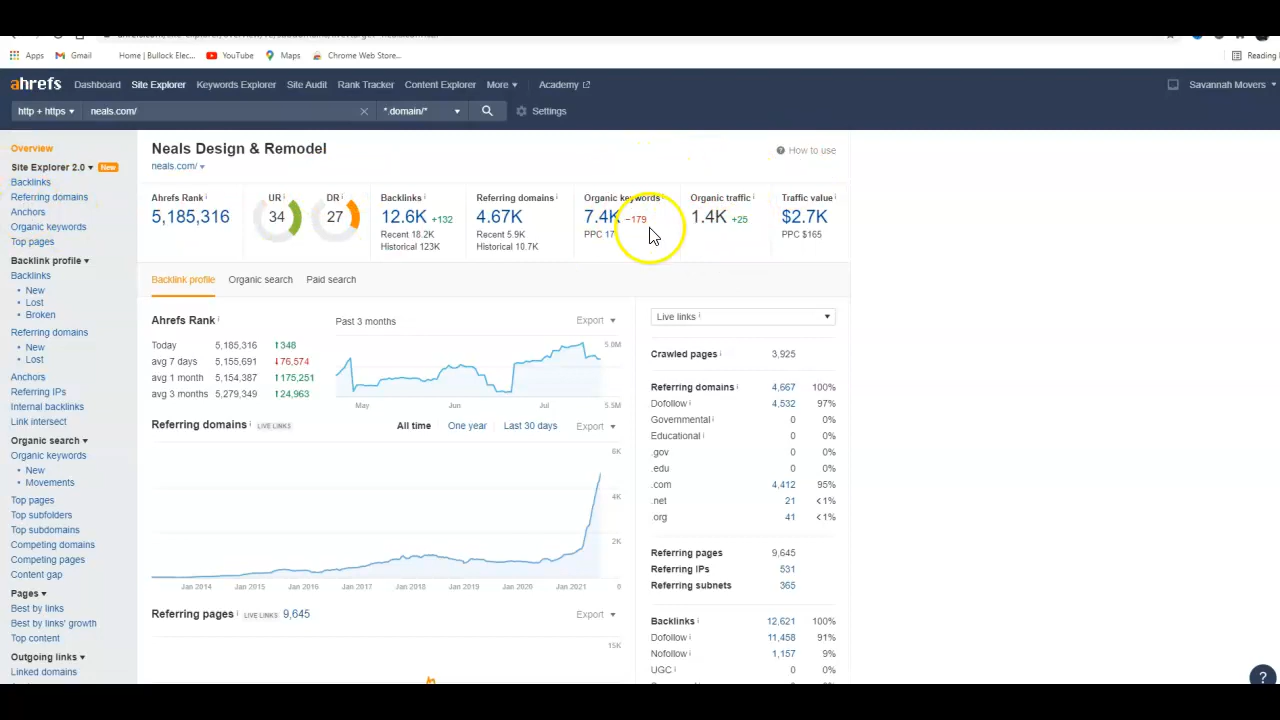 Apps Gmail Home | Bullock Elec... YouTube Maps Chrome Web Store... Reading
ahrefs Dashboard Site Explorer Keywords Explorer Site Audit Rank Tracker Content Explorer More Academy Savannah Movers
http + https neals.com/ *.domain/* Settings
Overview
Site Explorer 2.0 New
Backlinks
Referring domains
Anchors
Organic keywords
Top pages
Backlink profile
Backlinks
• New
• Lost
• Broken
Referring domains
• New
• Lost
Anchors
Referring IPs
Internal backlinks
Link intersect
Organic search
Organic keywords
• New
• Movements
Top pages
Top subfolders
Top subdomains
Competing domains
Competing pages
Content gap
Pages
Best by links
Best by links' growth
Top content
Outgoing links
Linked domains
Neals Design & Remodel
neals.com/
How to use
Ahrefs Rank UR DR Backlinks Referring domains Organic keywords Organic traffic Traffic value
5,185,316 34 27 12.6K +132 4.67K 7.4K −179 1.4K +25 $2.7K
Recent 18.2K Recent 5.9K PPC 17 PPC $165
Historical 123K Historical 10.7K
Backlink profile Organic search Paid search
Ahrefs Rank Past 3 months Export
Today 5,185,316 ↑348
avg 7 days 5,155,691 ↓76,574
avg 1 month 5,154,387 ↑175,251
avg 3 months 5,279,349 ↑24,963
5.0M
5.5M
May Jun Jul
Referring domains LIVE LINKS All time One year Last 30 days Export
6K
4K
2K
0
Jan 2014 Jan 2015 Jan 2016 Jan 2017 Jan 2018 Jan 2019 Jan 2020 Jan 2021
Referring pages LIVE LINKS 9,645 Export
15K
Live links
Crawled pages 3,925
Referring domains 4,667 100%
Dofollow 4,532 97%
Governmental 0 0%
Educational 0 0%
.gov 0 0%
.edu 0 0%
.com 4,412 95%
.net 21 <1%
.org 41 <1%
Referring pages 9,645
Referring IPs 531
Referring subnets 365
Backlinks 12,621 100%
Dofollow 11,458 91%
Nofollow 1,157 9%
UGC 0 0%
?